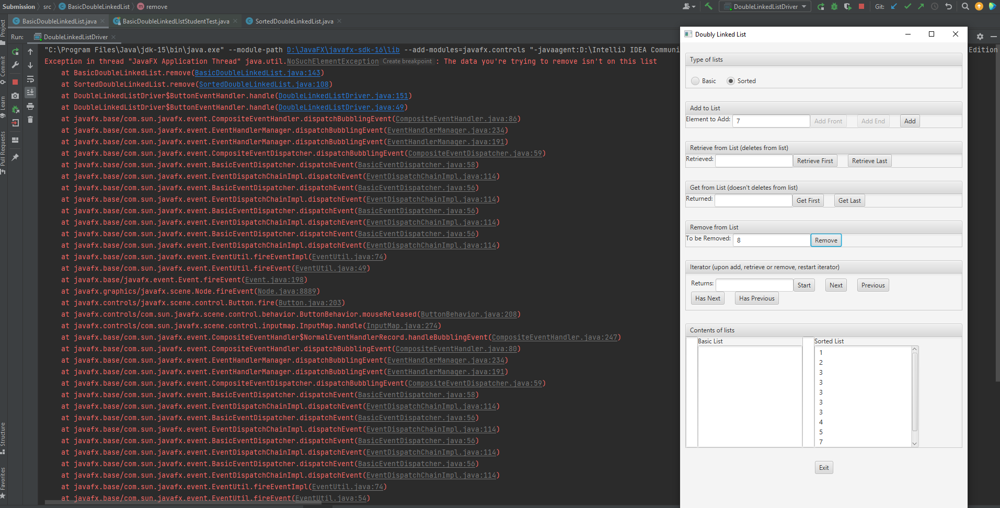 Submission src BasicDoubleLinkedList remove
DoubleLinkedListDriver Git:
BasicDoubleLinkedList.java BasicDoubleLinkedLIstStudentTest.java SortedDoubleLinkedList.java
Run: DoubleLinkedListDriver
Project
Commit
Learn
Pull Requests
Structure
Favorites
"C:\Program Files\Java\jdk-15\bin\java.exe" --module-path D:\JavaFX\javafx-sdk-16\lib --add-modules=javafx.controls "-javaagent:D:\IntelliJ IDEA Communi
Edition
Exception in thread "JavaFX Application Thread" java.util.NoSuchElementException Create breakpoint : The data you're trying to remove isn't on this list
at BasicDoubleLinkedList.remove(BasicDoubleLinkedList.java:143)
at SortedDoubleLinkedList.remove(SortedDoubleLinkedList.java:108)
at DoubleLinkedListDriver$ButtonEventHandler.handle(DoubleLinkedListDriver.java:151)
at DoubleLinkedListDriver$ButtonEventHandler.handle(DoubleLinkedListDriver.java:49)
at javafx.base/com.sun.javafx.event.CompositeEventHandler.dispatchBubblingEvent(CompositeEventHandler.java:86)
at javafx.base/com.sun.javafx.event.EventHandlerManager.dispatchBubblingEvent(EventHandlerManager.java:234)
at javafx.base/com.sun.javafx.event.EventHandlerManager.dispatchBubblingEvent(EventHandlerManager.java:191)
at javafx.base/com.sun.javafx.event.CompositeEventDispatcher.dispatchBubblingEvent(CompositeEventDispatcher.java:59)
at javafx.base/com.sun.javafx.event.BasicEventDispatcher.dispatchEvent(BasicEventDispatcher.java:58)
at javafx.base/com.sun.javafx.event.EventDispatchChainImpl.dispatchEvent(EventDispatchChainImpl.java:114)
at javafx.base/com.sun.javafx.event.BasicEventDispatcher.dispatchEvent(BasicEventDispatcher.java:56)
at javafx.base/com.sun.javafx.event.EventDispatchChainImpl.dispatchEvent(EventDispatchChainImpl.java:114)
at javafx.base/com.sun.javafx.event.BasicEventDispatcher.dispatchEvent(BasicEventDispatcher.java:56)
at javafx.base/com.sun.javafx.event.EventDispatchChainImpl.dispatchEvent(EventDispatchChainImpl.java:114)
at javafx.base/com.sun.javafx.event.BasicEventDispatcher.dispatchEvent(BasicEventDispatcher.java:56)
at javafx.base/com.sun.javafx.event.EventDispatchChainImpl.dispatchEvent(EventDispatchChainImpl.java:114)
at javafx.base/com.sun.javafx.event.EventUtil.fireEventImpl(EventUtil.java:74)
at javafx.base/com.sun.javafx.event.EventUtil.fireEvent(EventUtil.java:49)
at javafx.base/javafx.event.Event.fireEvent(Event.java:198)
at javafx.graphics/javafx.scene.Node.fireEvent(Node.java:8889)
at javafx.controls/javafx.scene.control.Button.fire(Button.java:203)
at javafx.controls/com.sun.javafx.scene.control.behavior.ButtonBehavior.mouseReleased(ButtonBehavior.java:208)
at javafx.controls/com.sun.javafx.scene.control.inputmap.InputMap.handle(InputMap.java:274)
at javafx.base/com.sun.javafx.event.CompositeEventHandler$NormalEventHandlerRecord.handleBubblingEvent(CompositeEventHandler.java:247)
at javafx.base/com.sun.javafx.event.CompositeEventHandler.dispatchBubblingEvent(CompositeEventHandler.java:80)
at javafx.base/com.sun.javafx.event.EventHandlerManager.dispatchBubblingEvent(EventHandlerManager.java:234)
at javafx.base/com.sun.javafx.event.EventHandlerManager.dispatchBubblingEvent(EventHandlerManager.java:191)
at javafx.base/com.sun.javafx.event.CompositeEventDispatcher.dispatchBubblingEvent(CompositeEventDispatcher.java:59)
at javafx.base/com.sun.javafx.event.BasicEventDispatcher.dispatchEvent(BasicEventDispatcher.java:58)
at javafx.base/com.sun.javafx.event.EventDispatchChainImpl.dispatchEvent(EventDispatchChainImpl.java:114)
at javafx.base/com.sun.javafx.event.BasicEventDispatcher.dispatchEvent(BasicEventDispatcher.java:56)
at javafx.base/com.sun.javafx.event.EventDispatchChainImpl.dispatchEvent(EventDispatchChainImpl.java:114)
at javafx.base/com.sun.javafx.event.BasicEventDispatcher.dispatchEvent(BasicEventDispatcher.java:56)
at javafx.base/com.sun.javafx.event.EventDispatchChainImpl.dispatchEvent(EventDispatchChainImpl.java:114)
at javafx.base/com.sun.javafx.event.BasicEventDispatcher.dispatchEvent(BasicEventDispatcher.java:56)
at javafx.base/com.sun.javafx.event.EventDispatchChainImpl.dispatchEvent(EventDispatchChainImpl.java:114)
at javafx.base/com.sun.javafx.event.EventUtil.fireEventImpl(EventUtil.java:74)
at javafx.base/com.sun.javafx.event.EventUtil.fireEvent(EventUtil.java:54)
Doubly Linked List
Type of lists
Basic Sorted
Add to List
Element to Add: 7 Add Front Add End Add
Retrieve from List (deletes from list)
Retrieved: Retrieve First Retrieve Last
Get from List (doesn't deletes from list)
Returned: Get First Get Last
Remove from List
To be Removed: 8 Remove
Iterator (upon add, retrieve or remove, restart iterator)
Returns: Start Next Previous
Has Next Has Previous
Contents of lists
Basic List Sorted List
1
2
3
3
3
3
3
4
5
7
Exit